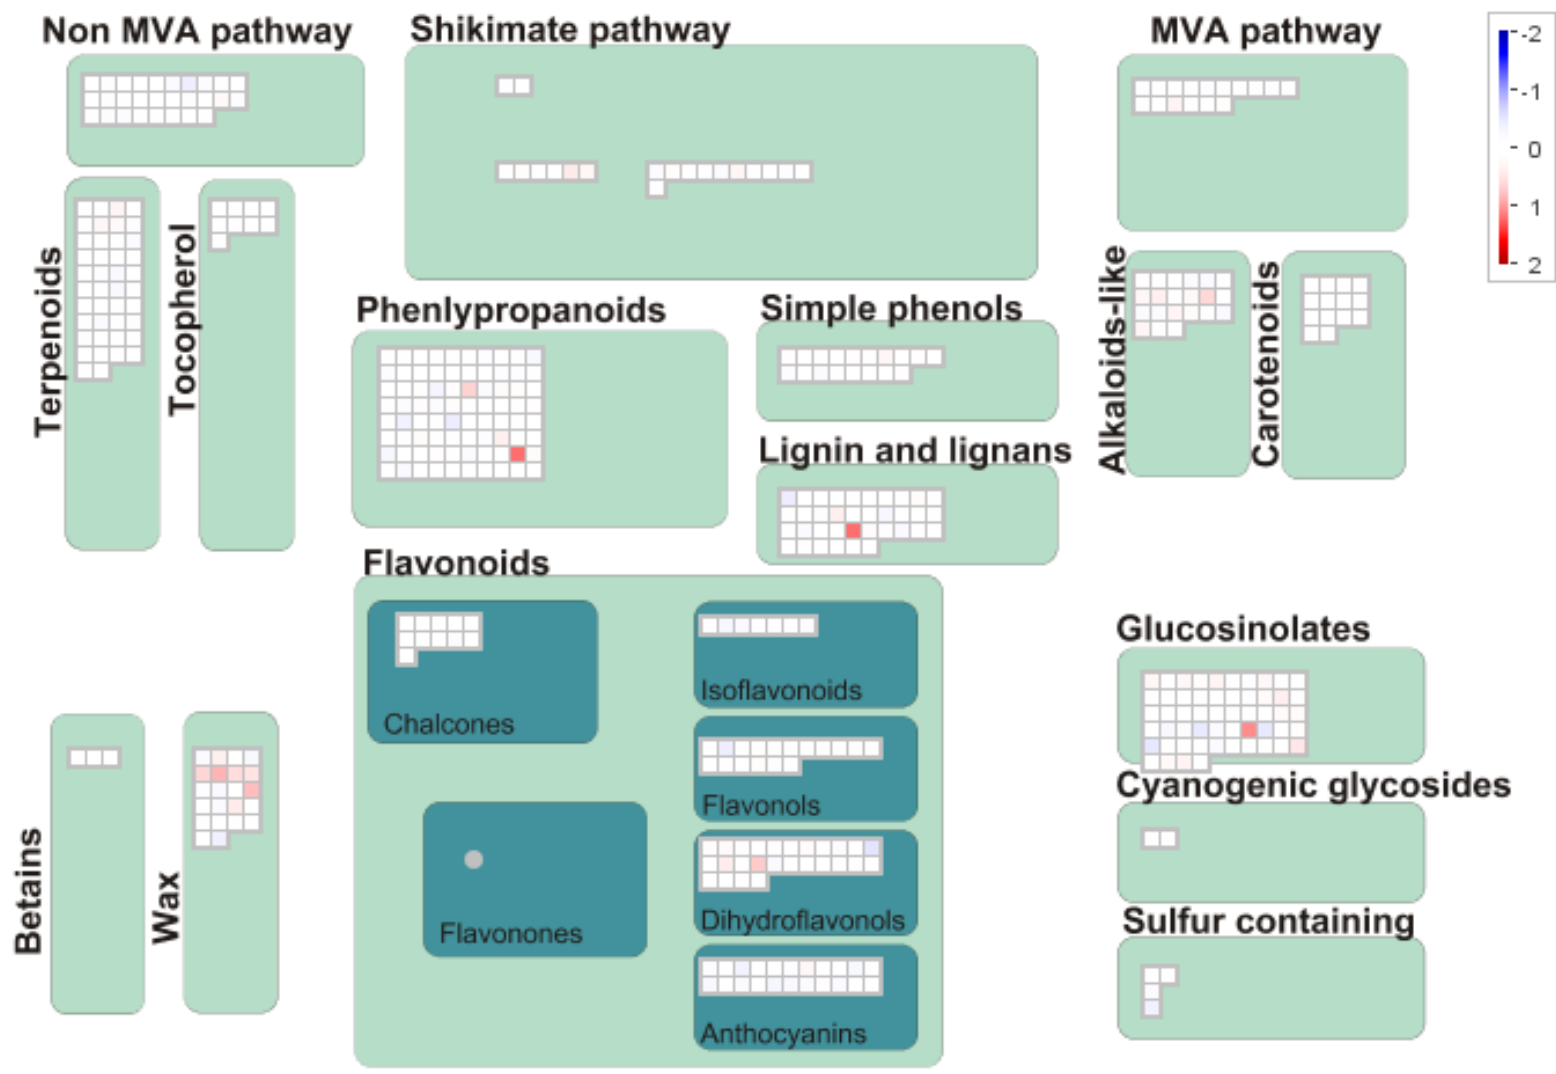 Non MVA pathway
Shikimate pathway
MVA pathway
-2
-1
0
1
2
Terpenoids
Tocopherol
Phenlypropanoids
Simple phenols
Lignin and lignans
Alkaloids-like
Carotenoids
Flavonoids
Chalcones
Isoflavonoids
Flavonols
Flavonones
Dihydroflavonols
Anthocyanins
Betains
Wax
Glucosinolates
Cyanogenic glycosides
Sulfur containing